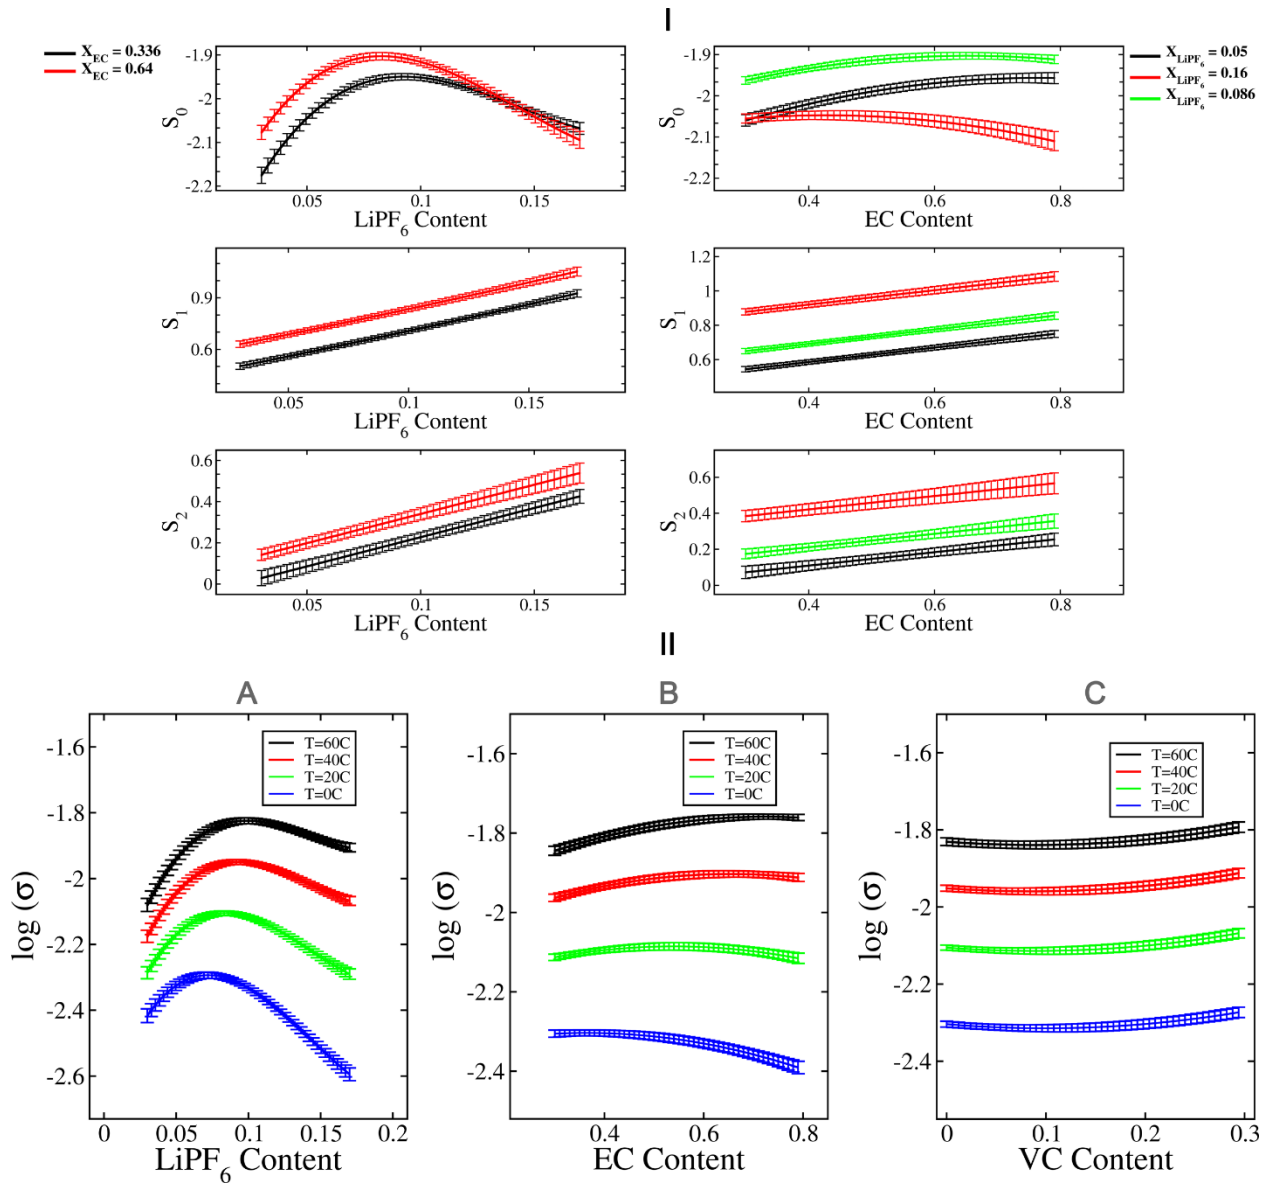 I
X_EC = 0.336
X_EC = 0.64
-1.9
-2
-2.1
-2.2
S_0
0.05
0.1
0.15
LiPF_6 Content
-1.9
-2
-2.1
-2.2
S_0
0.4
0.6
0.8
EC Content
X_LiPF_6 = 0.05
X_LiPF_6 = 0.16
X_LiPF_6 = 0.086
0.9
0.6
S_1
0.05
0.1
0.15
LiPF_6 Content
1.2
1
0.8
0.6
S_1
0.4
0.6
0.8
EC Content
0.6
0.4
0.2
0
S_2
0.05
0.1
0.15
LiPF_6 Content
0.6
0.4
0.2
0
S_2
0.4
0.6
0.8
EC Content
II
A
-1.6
-1.8
-2
-2.2
-2.4
-2.6
log (σ)
T=60C
T=40C
T=20C
T=0C
0
0.05
0.1
0.15
0.2
LiPF_6 Content
B
-1.6
-1.8
-2
-2.2
-2.4
log (σ)
T=60C
T=40C
T=20C
T=0C
0.4
0.6
0.8
EC Content
C
-1.6
-1.8
-2
-2.2
-2.4
log (σ)
T=60C
T=40C
T=20C
T=0C
0
0.1
0.2
0.3
VC Content